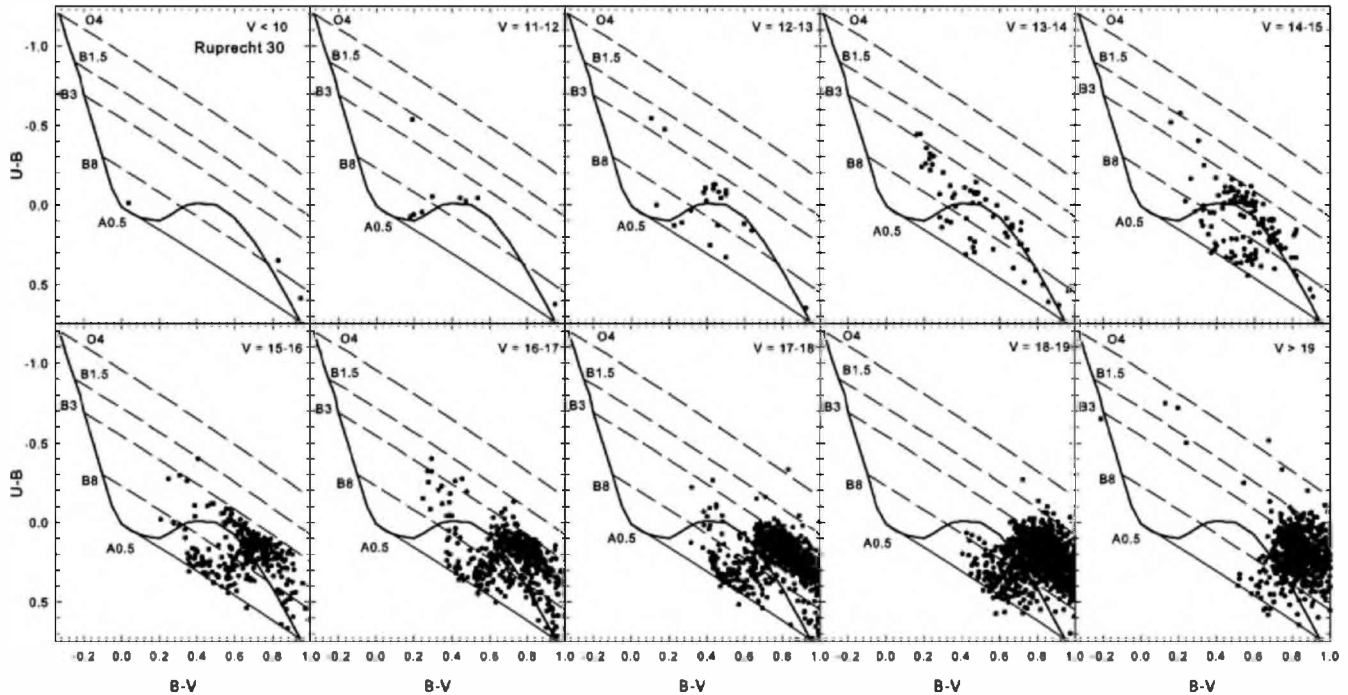 O4 V < 10
Ruprecht 30
B1.5
B3
B8
A0.5
O4 V = 11-12
B1.5
B3
B8
A0.5
O4 V = 12-13
B1.5
B3
B8
A0.5
O4 V = 13-14
B1.5
B3
B8
A0.5
O4 V = 14-15
B1.5
B3
B8
A0.5
U-B
-1.0
-0.5
0.0
0.5
O4 V = 15-16
B1.5
B3
B8
A0.5
O4 V = 16-17
B1.5
B3
B8
A0.5
O4 V = 17-18
B1.5
B3
B8
A0.5
O4 V = 18-19
B1.5
B3
B8
A0.5
O4 V > 19
B1.5
B3
B8
A0.5
U-B
-1.0
-0.5
0.0
0.5
-0.2 0.0 0.2 0.4 0.6 0.8 1.0 -0.2 0.0 0.2 0.4 0.6 0.8 1.0 -0.2 0.0 0.2 0.4 0.6 0.8 1.0 -0.2 0.0 0.2 0.4 0.6 0.8 1.0 -0.2 0.0 0.2 0.4 0.6 0.8 1.0
B-V B-V B-V B-V B-V